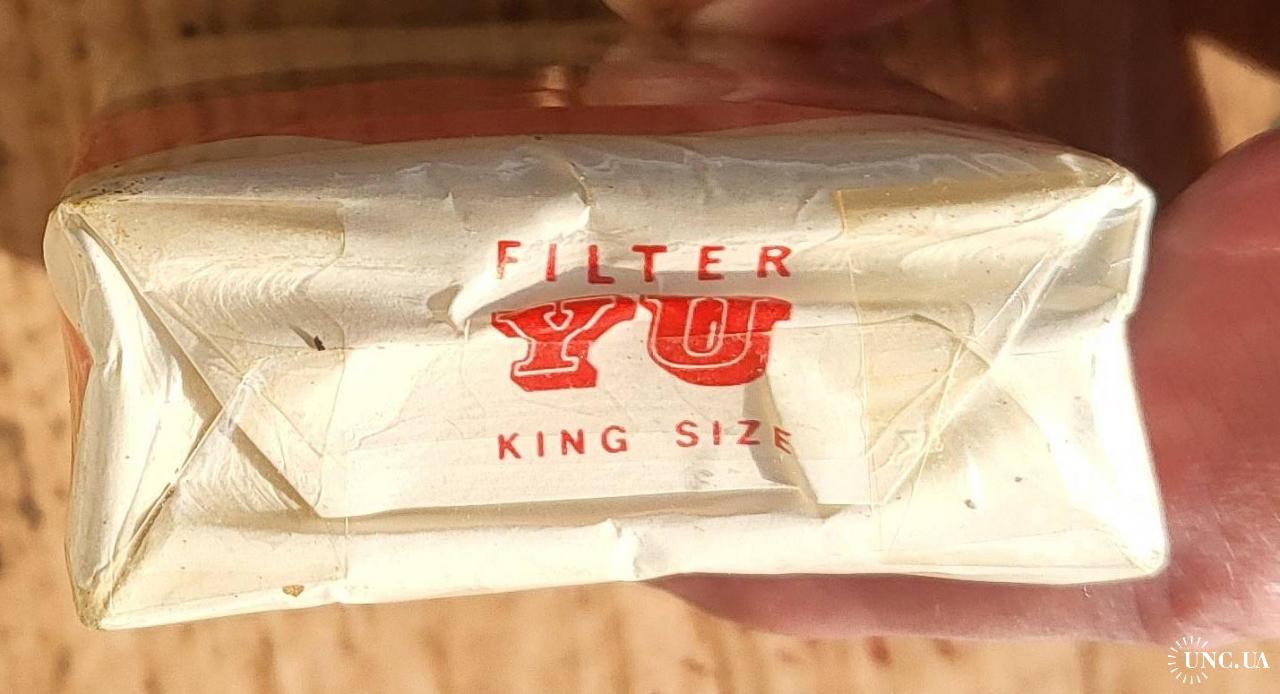 FILTER
YU
KING SIZE
UNC.UA